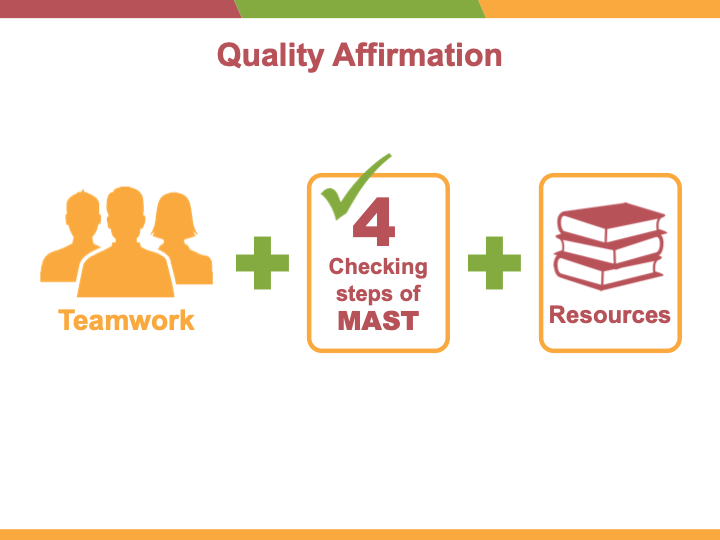 Quality Affirmation
4
Checking
steps of
MAST
Teamwork
Resources